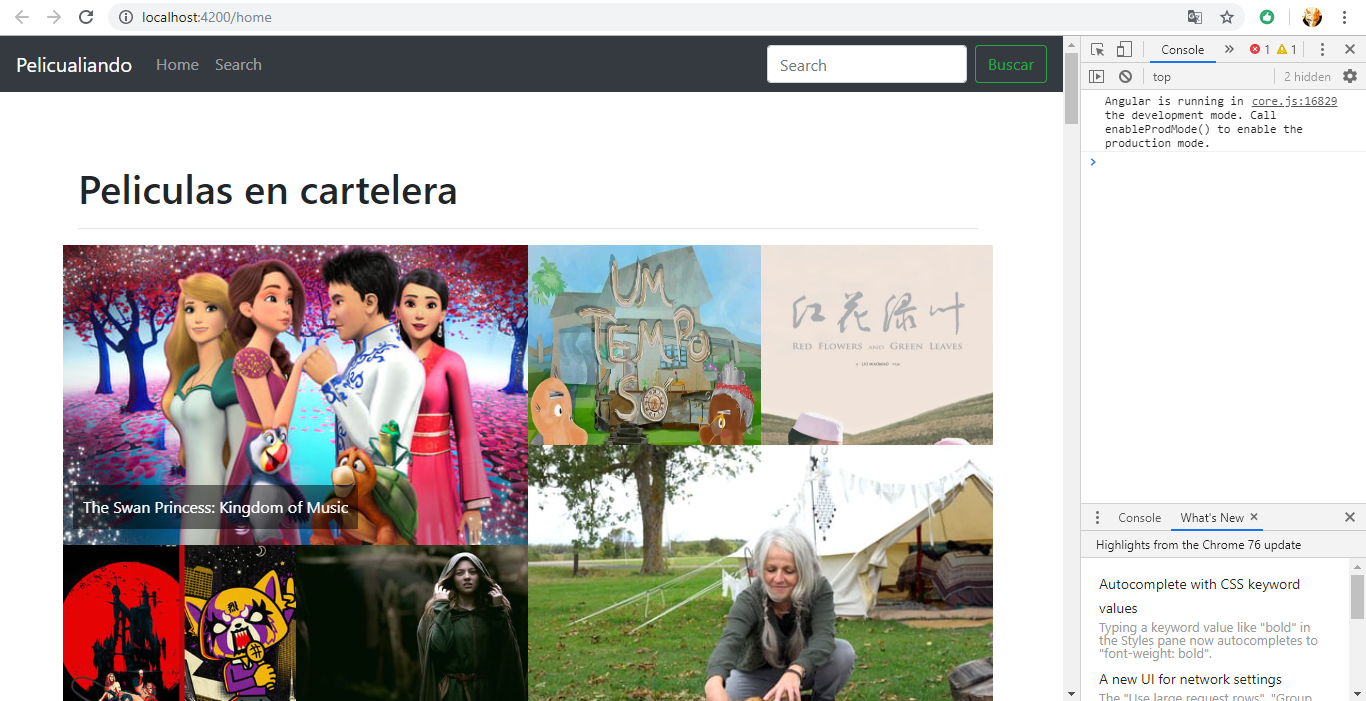 localhost:4200/home
Pelicualiando Home Search Search Buscar
Peliculas en cartelera
UM
TEMPO
SÓ
红花绿叶
RED FLOWERS AND GREEN LEAVES
The Swan Princess: Kingdom of Music
烈
Console » 1 1
top 2 hidden
Angular is running in core.js:16829
the development mode. Call
enableProdMode() to enable the
production mode.
Console What's New
Highlights from the Chrome 76 update
Autocomplete with CSS keyword
values
Typing a keyword value like "bold" in
the Styles pane now autocompletes to
"font-weight: bold".
A new UI for network settings
The "Use large request rows", "Group